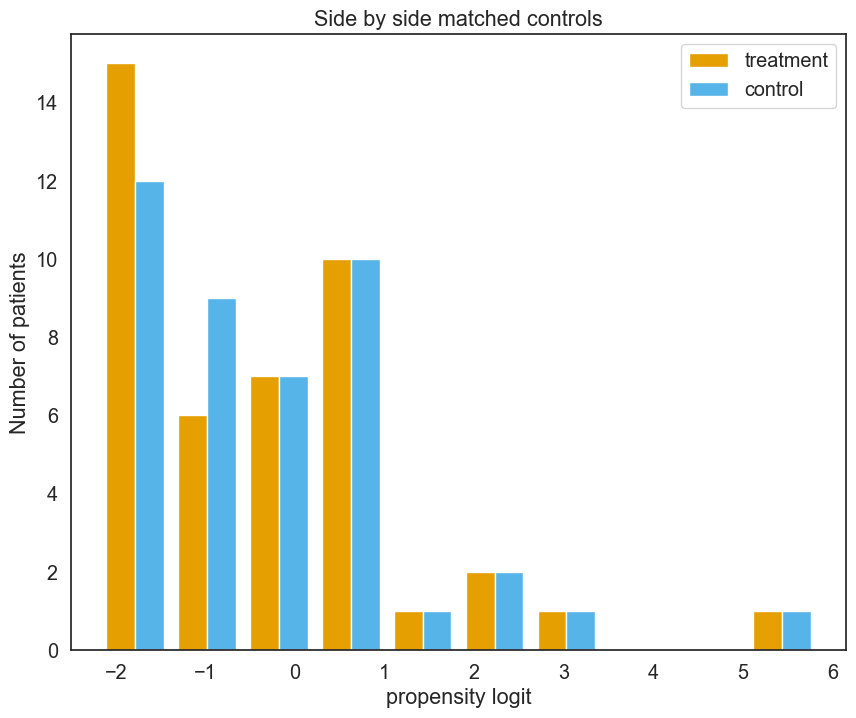 Side by side matched controls
treatment
control
Number of patients
14
12
10
8
6
4
2
0
−2 −1 0 1 2 3 4 5 6
propensity logit